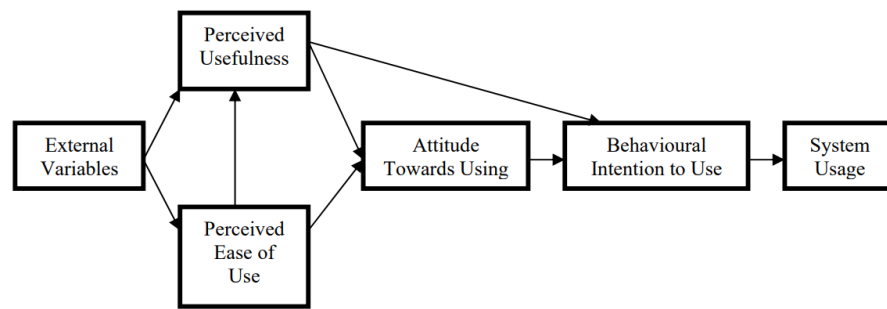 Perceived
Usefulness
External
Variables
Attitude
Towards Using
Behavioural
Intention to Use
System
Usage
Perceived
Ease of
Use